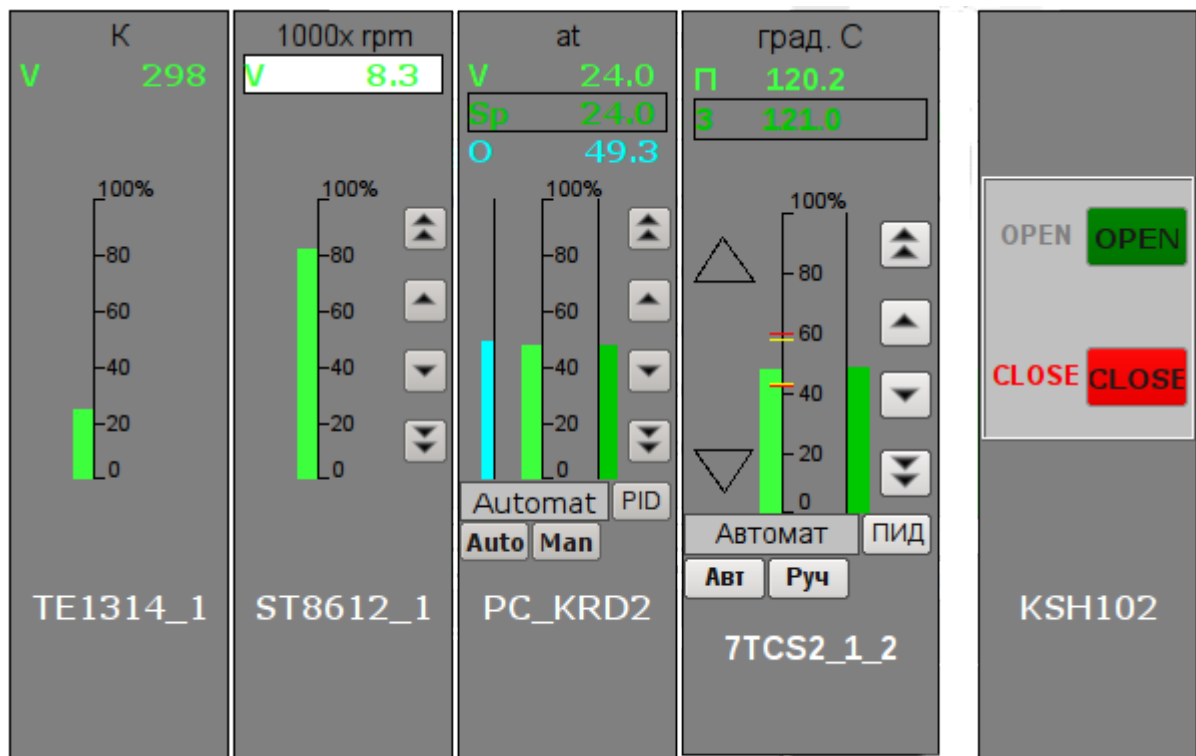 K
V 298
100%
80
60
40
20
0
TE1314_1
1000x rpm
V 8.3
100%
80
60
40
20
0
ST8612_1
at
V 24.0
Sp 24.0
O 49.3
100%
80
60
40
20
0
Automat PID
Auto Man
PC_KRD2
град. С
П 120.2
З 121.0
100%
80
60
40
20
0
Автомат ПИД
Авт Руч
7TCS2_1_2
OPEN OPEN
CLOSE CLOSE
KSH102